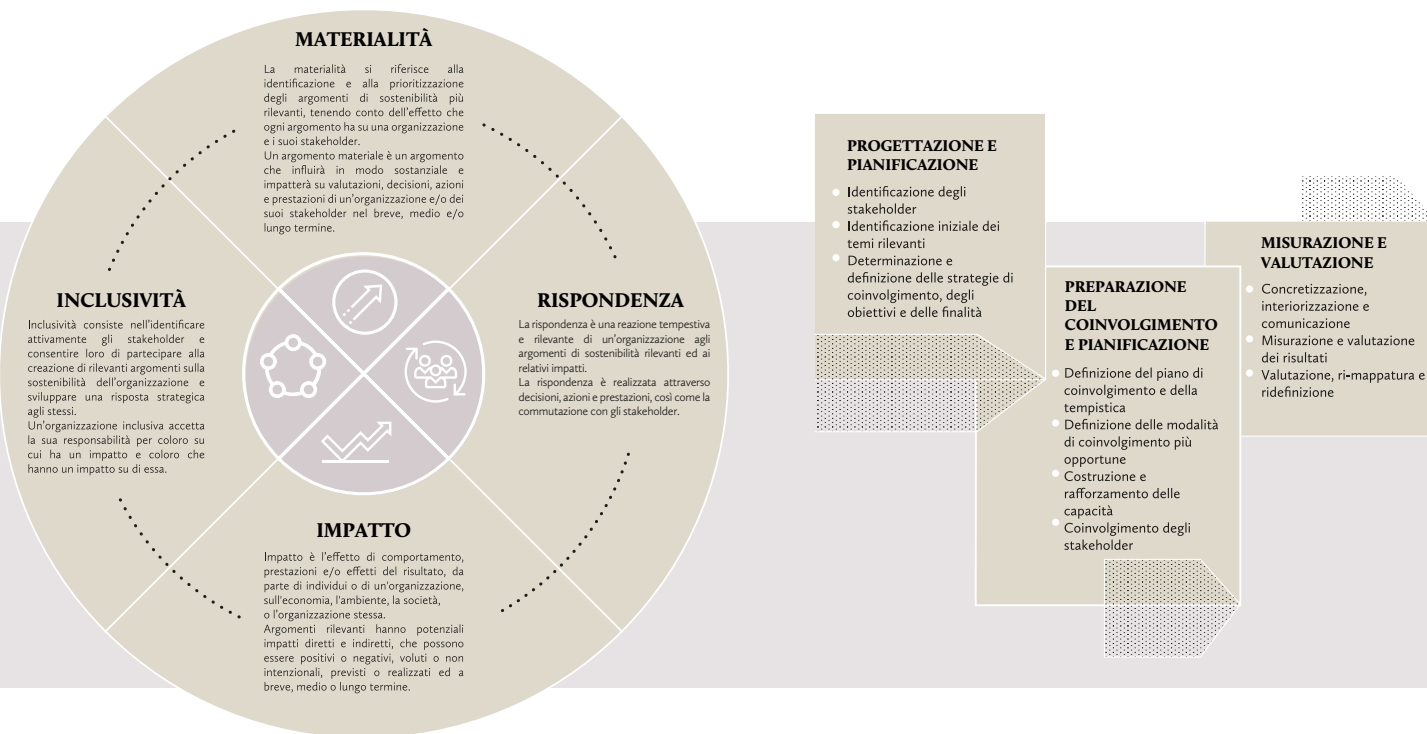 MATERIALITÀ
La materialità si riferisce alla
identificazione e alla prioritizzazione
degli argomenti di sostenibilità più
rilevanti, tenendo conto dell'effetto che
ogni argomento ha su una organizzazione
e i suoi stakeholder.
Un argomento materiale è un argomento
che influirà in modo sostanziale e
impatterà su valutazioni, decisioni, azioni
e prestazioni di un'organizzazione e/o dei
suoi stakeholder nel breve, medio e/o
lungo termine.
INCLUSIVITÀ
Inclusività consiste nell'identificare
attivamente gli stakeholder e
consentire loro di partecipare alla
creazione di rilevanti argomenti sulla
sostenibilità dell'organizzazione e
sviluppare una risposta strategica
agli stessi.
Un'organizzazione inclusiva accetta
la sua responsabilità per coloro su
cui ha un impatto e coloro che
hanno un impatto su di essa.
RISPONDENZA
La rispondenza è una reazione tempestiva
e rilevante di un'organizzazione agli
argomenti di sostenibilità rilevanti ed ai
relativi impatti.
La rispondenza è realizzata attraverso
decisioni, azioni e prestazioni, così come la
commutazione con gli stakeholder.
IMPATTO
Impatto è l'effetto di comportamento,
prestazioni e/o effetti del risultato, da
parte di individui o di un'organizzazione,
sull'economia, l'ambiente, la società,
o l'organizzazione stessa.
Argomenti rilevanti hanno potenziali
impatti diretti e indiretti, che possono
essere positivi o negativi, voluti o non
intenzionali, previsti o realizzati ed a
breve, medio o lungo termine.
PROGETTAZIONE E
PIANIFICAZIONE
Identificazione degli
stakeholder
Identificazione iniziale dei
temi rilevanti
Determinazione e
definizione delle strategie di
coinvolgimento, degli
obiettivi e delle finalità
PREPARAZIONE
DEL
COINVOLGIMENTO
E PIANIFICAZIONE
Definizione del piano di
coinvolgimento e della
tempistica
Definizione delle modalità
di coinvolgimento più
opportune
Costruzione e
rafforzamento delle
capacità
Coinvolgimento degli
stakeholder
MISURAZIONE E
VALUTAZIONE
Concretizzazione,
interiorizzazione e
comunicazione
Misurazione e valutazione
dei risultati
Valutazione, ri-mappatura e
ridefinizione